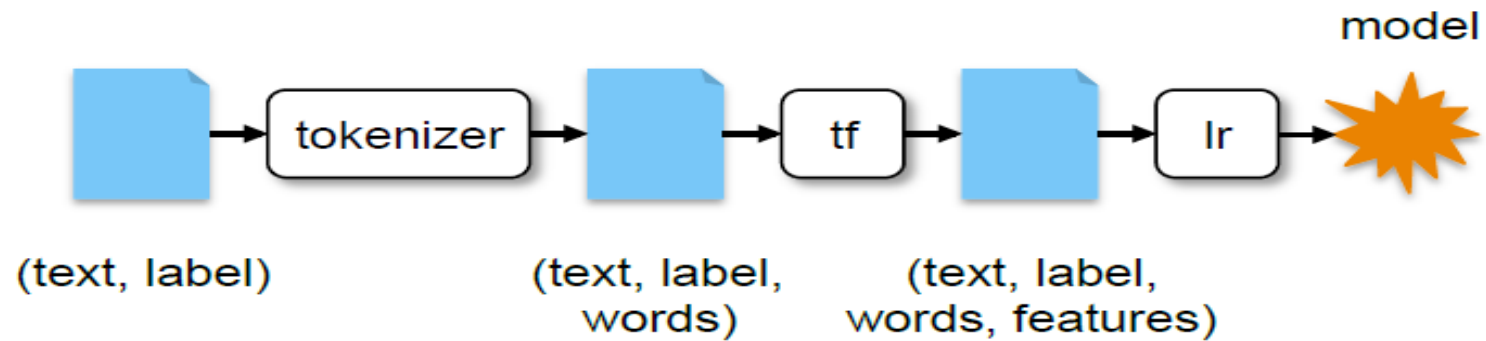 model
tokenizer
tf
lr
(text, label)
(text, label,
words)
(text, label,
words, features)